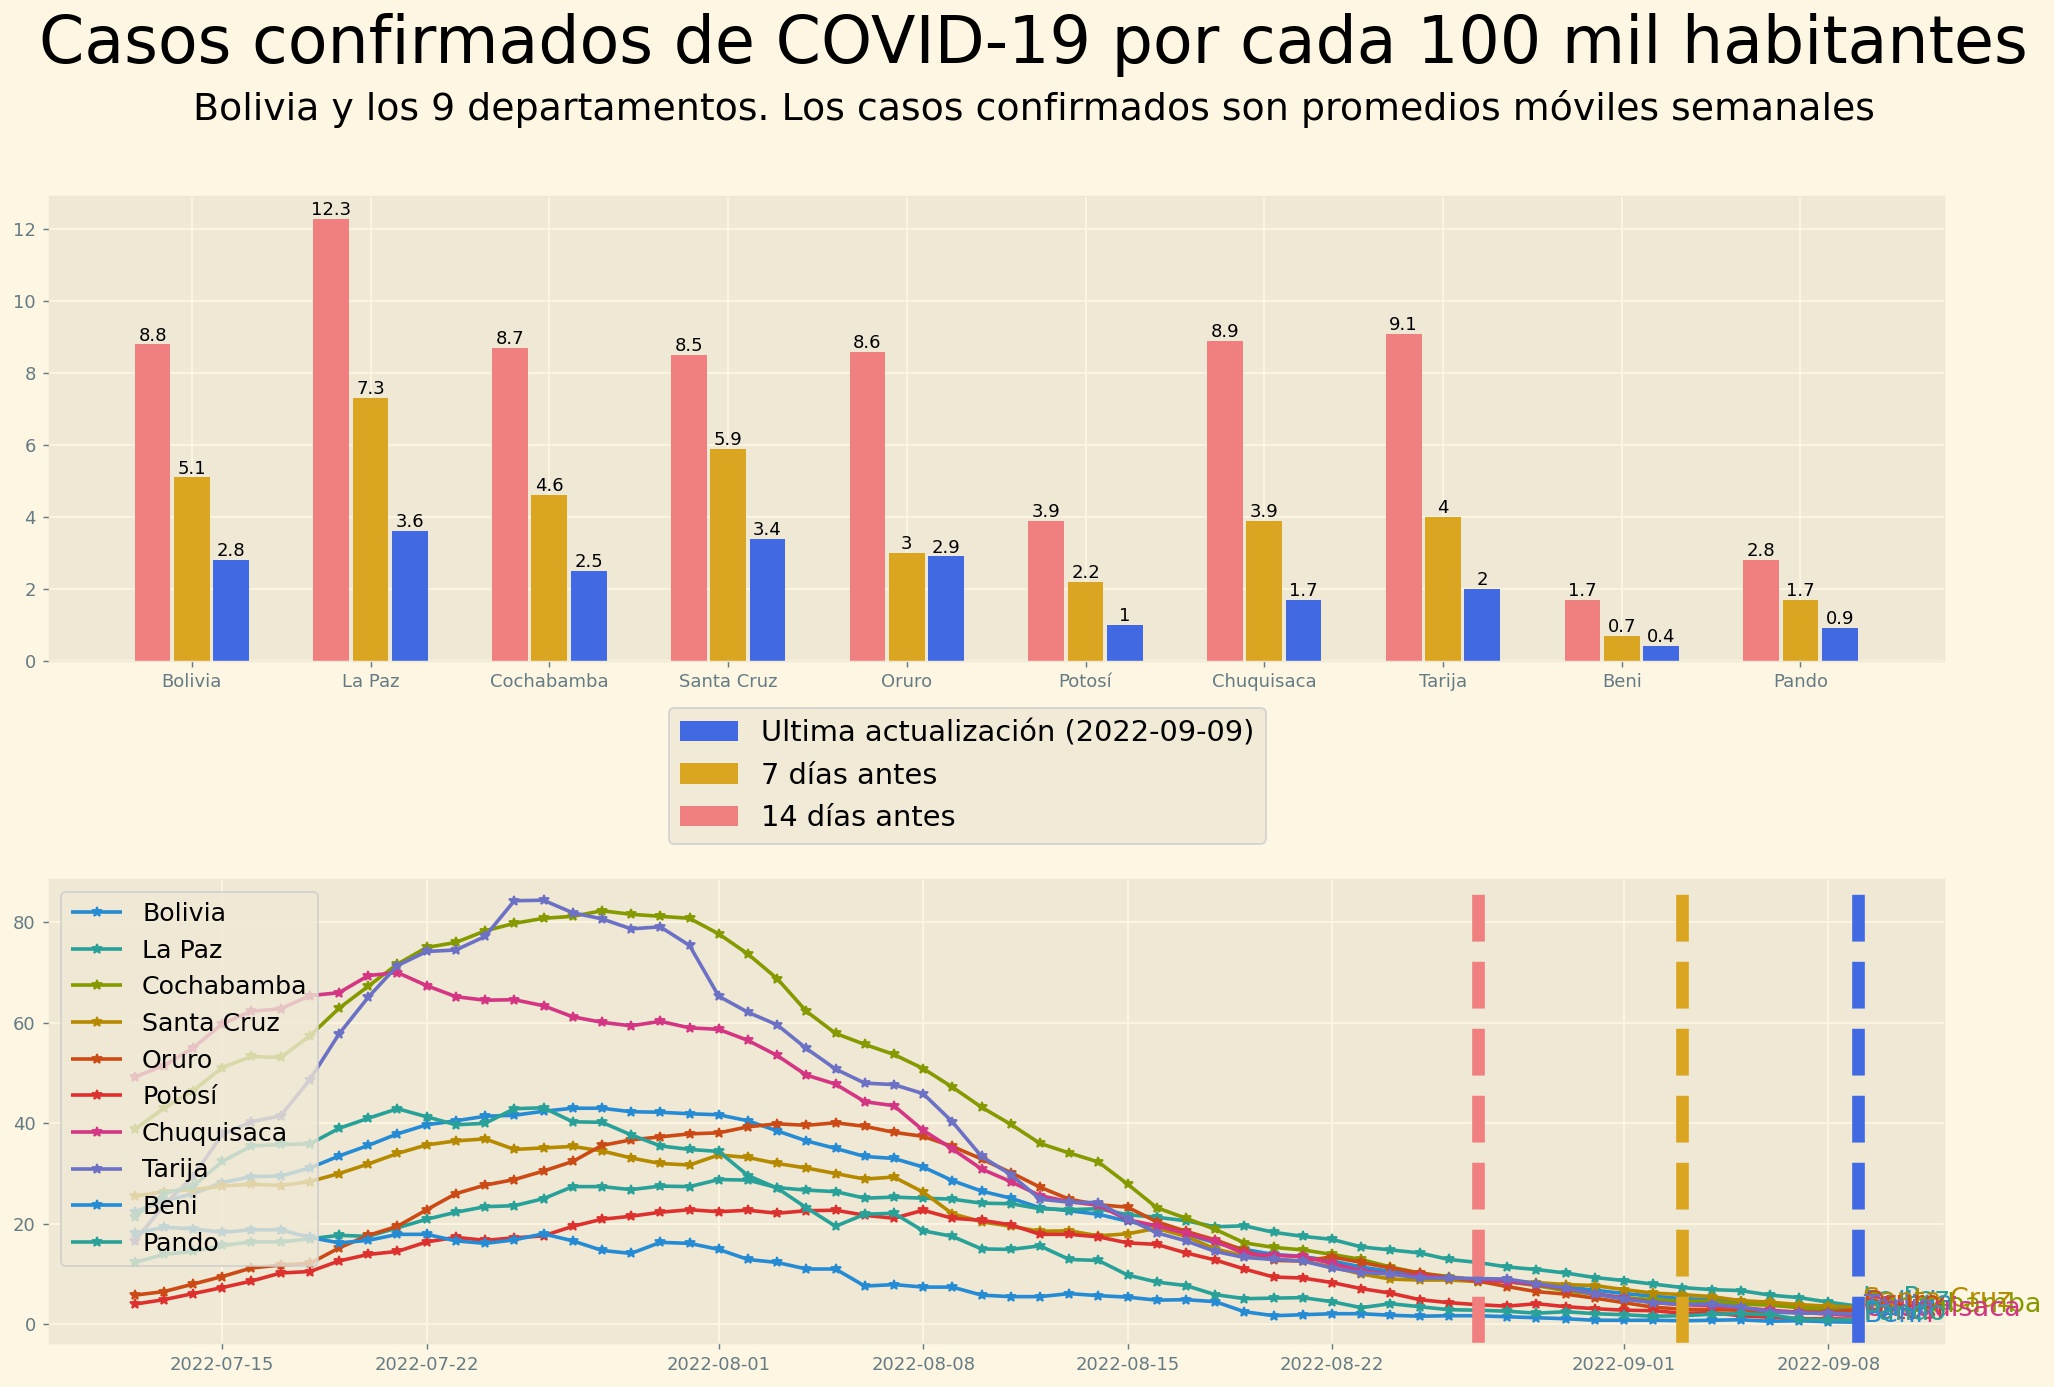 Casos confirmados de COVID-19 por cada 100 mil habitantes
Bolivia y los 9 departamentos. Los casos confirmados son promedios móviles semanales
12
10
8
6
4
2
0
8.8 5.1 2.8
12.3 7.3 3.6
8.7 4.6 2.5
8.5 5.9 3.4
8.6 3 2.9
3.9 2.2 1
8.9 3.9 1.7
9.1 4 2
1.7 0.7 0.4
2.8 1.7 0.9
Bolivia La Paz Cochabamba Santa Cruz Oruro Potosí Chuquisaca Tarija Beni Pando
Ultima actualización (2022-09-09)
7 días antes
14 días antes
80
60
40
20
0
Bolivia
La Paz
Cochabamba
Santa Cruz
Oruro
Potosí
Chuquisaca
Tarija
Beni
Pando
2022-07-15 2022-07-22 2022-08-01 2022-08-08 2022-08-15 2022-08-22 2022-09-01 2022-09-08